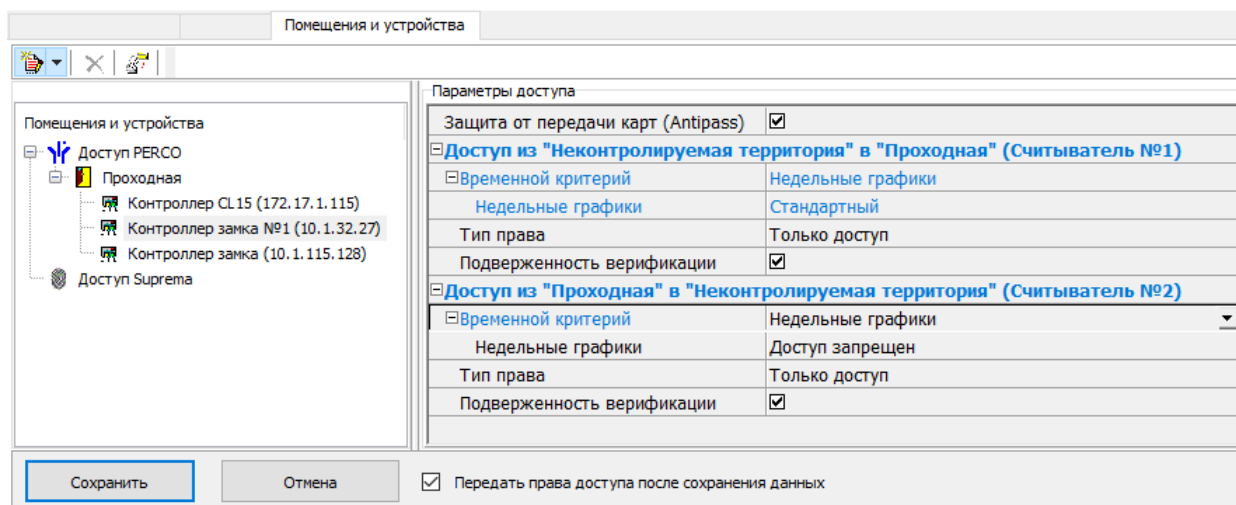 Помещения и устройства
Параметры доступа
Помещения и устройства
Доступ PERCO
Проходная
Контроллер CL15 (172.17.1.115)
Контроллер замка №1 (10.1.32.27)
Контроллер замка (10.1.115.128)
Доступ Suprema
Защита от передачи карт (Antipass)
Доступ из "Неконтролируемая территория" в "Проходная" (Считыватель №1)
Временной критерий Недельные графики
Недельные графики Стандартный
Тип права Только доступ
Подверженность верификации
Доступ из "Проходная" в "Неконтролируемая территория" (Считыватель №2)
Временной критерий Недельные графики
Недельные графики Доступ запрещен
Тип права Только доступ
Подверженность верификации
Сохранить Отмена Передать права доступа после сохранения данных